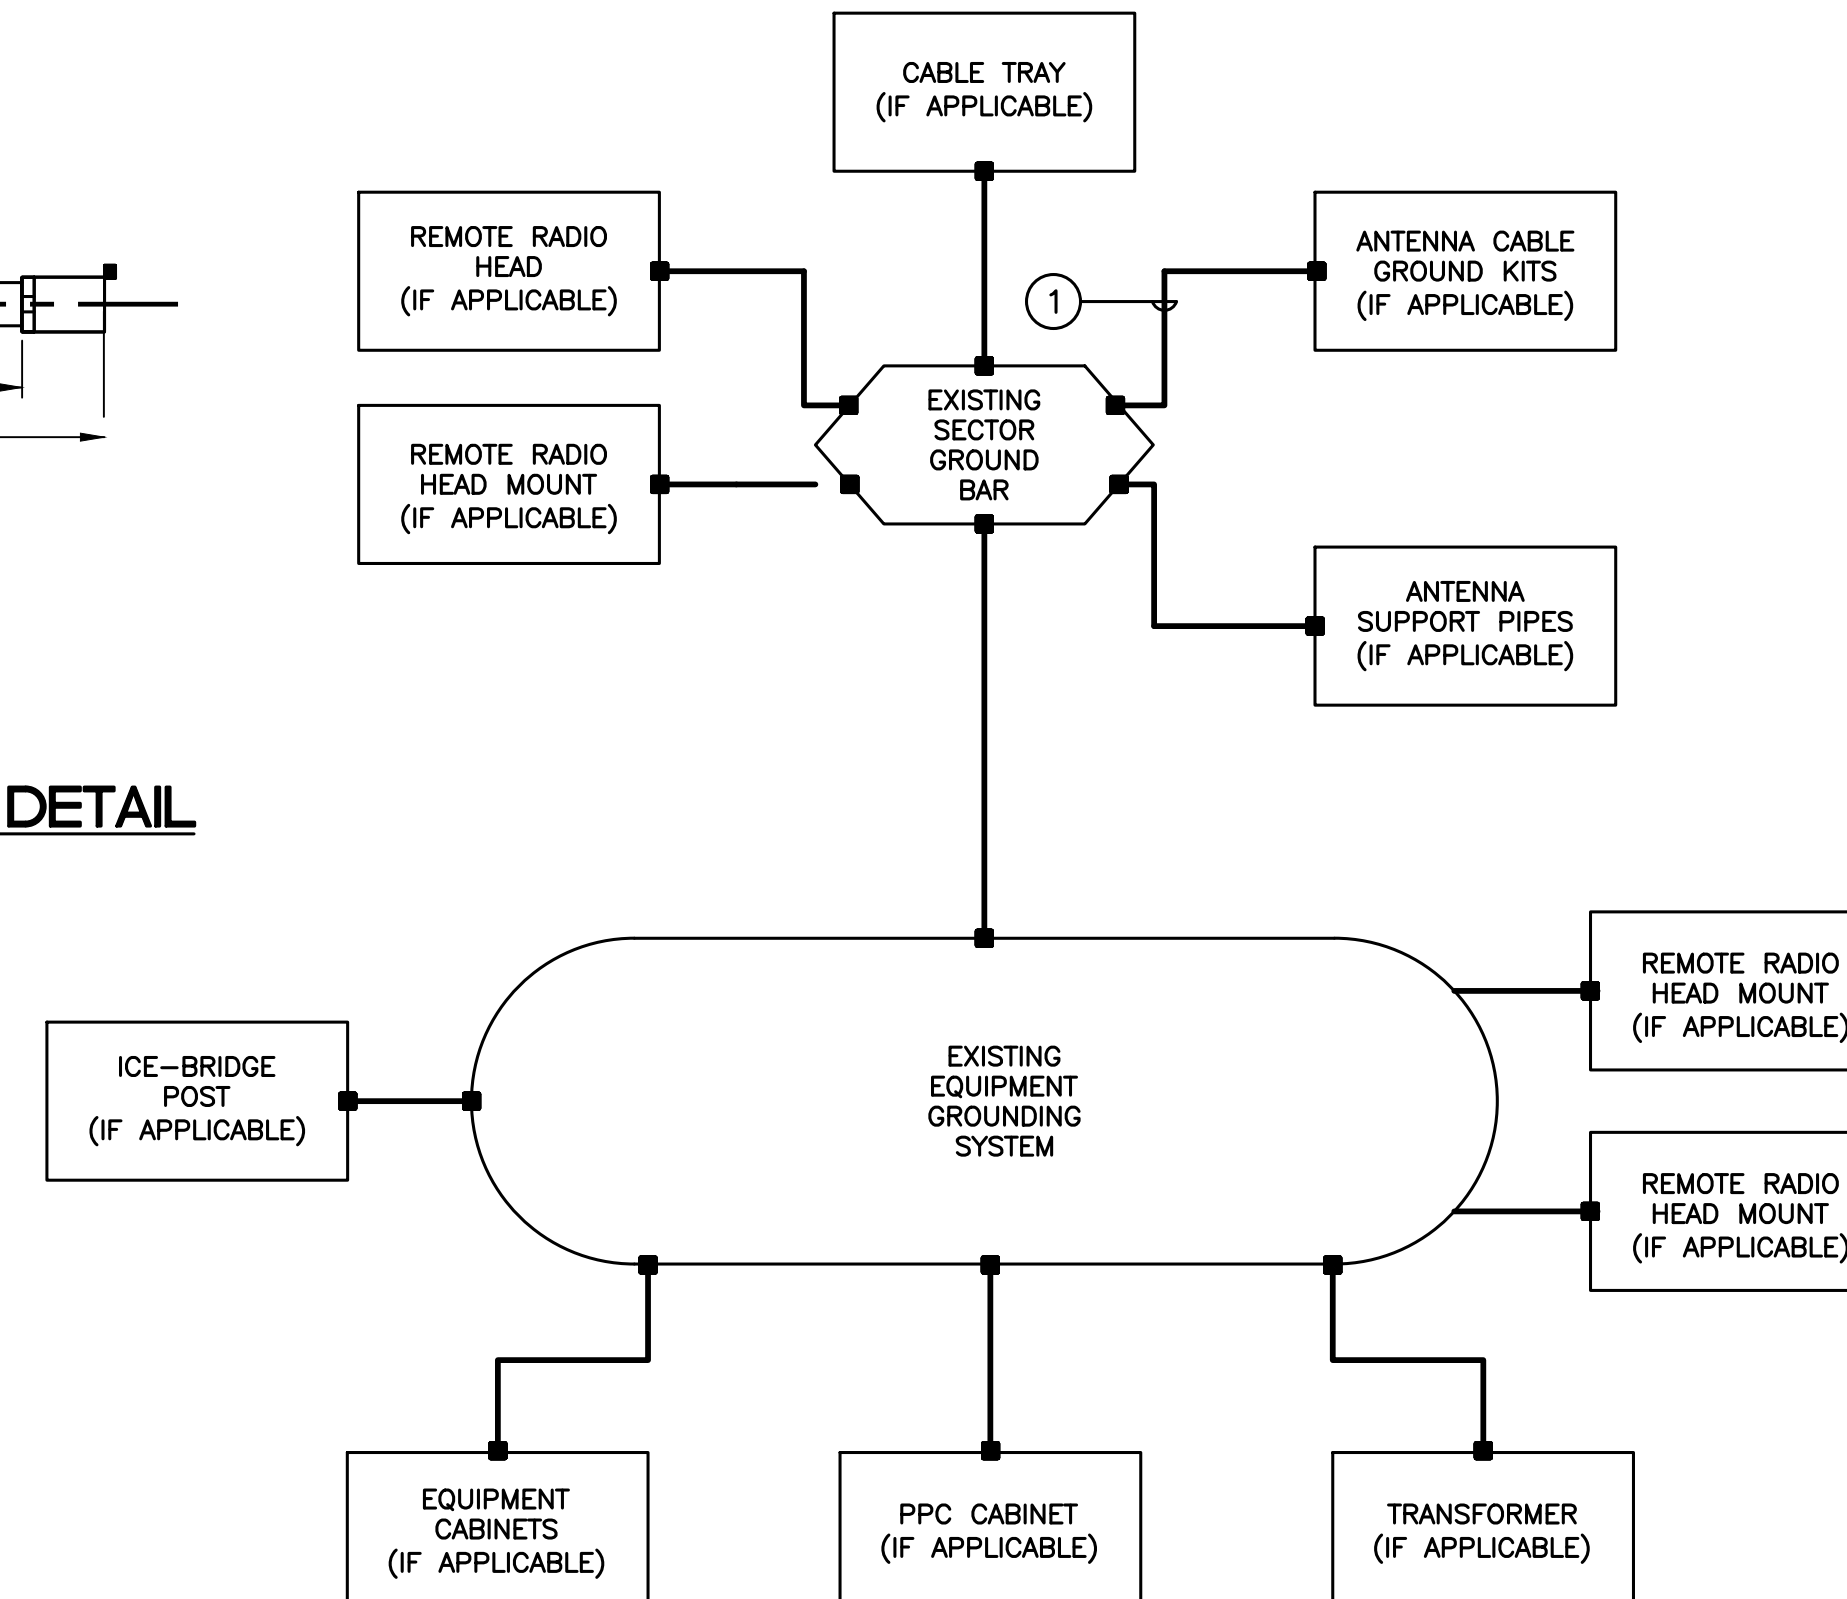 CABLE TRAY
(IF APPLICABLE)
REMOTE RADIO
HEAD
(IF APPLICABLE)
ANTENNA CABLE
GROUND KITS
(IF APPLICABLE)
1
EXISTING
SECTOR
GROUND
BAR
REMOTE RADIO
HEAD MOUNT
(IF APPLICABLE)
ANTENNA
SUPPORT PIPES
(IF APPLICABLE)
DETAIL
REMOTE RADIO
HEAD MOUNT
(IF APPLICABLE)
ICE-BRIDGE
POST
(IF APPLICABLE)
EXISTING
EQUIPMENT
GROUNDING
SYSTEM
REMOTE RADIO
HEAD MOUNT
(IF APPLICABLE)
EQUIPMENT
CABINETS
(IF APPLICABLE)
PPC CABINET
(IF APPLICABLE)
TRANSFORMER
(IF APPLICABLE)